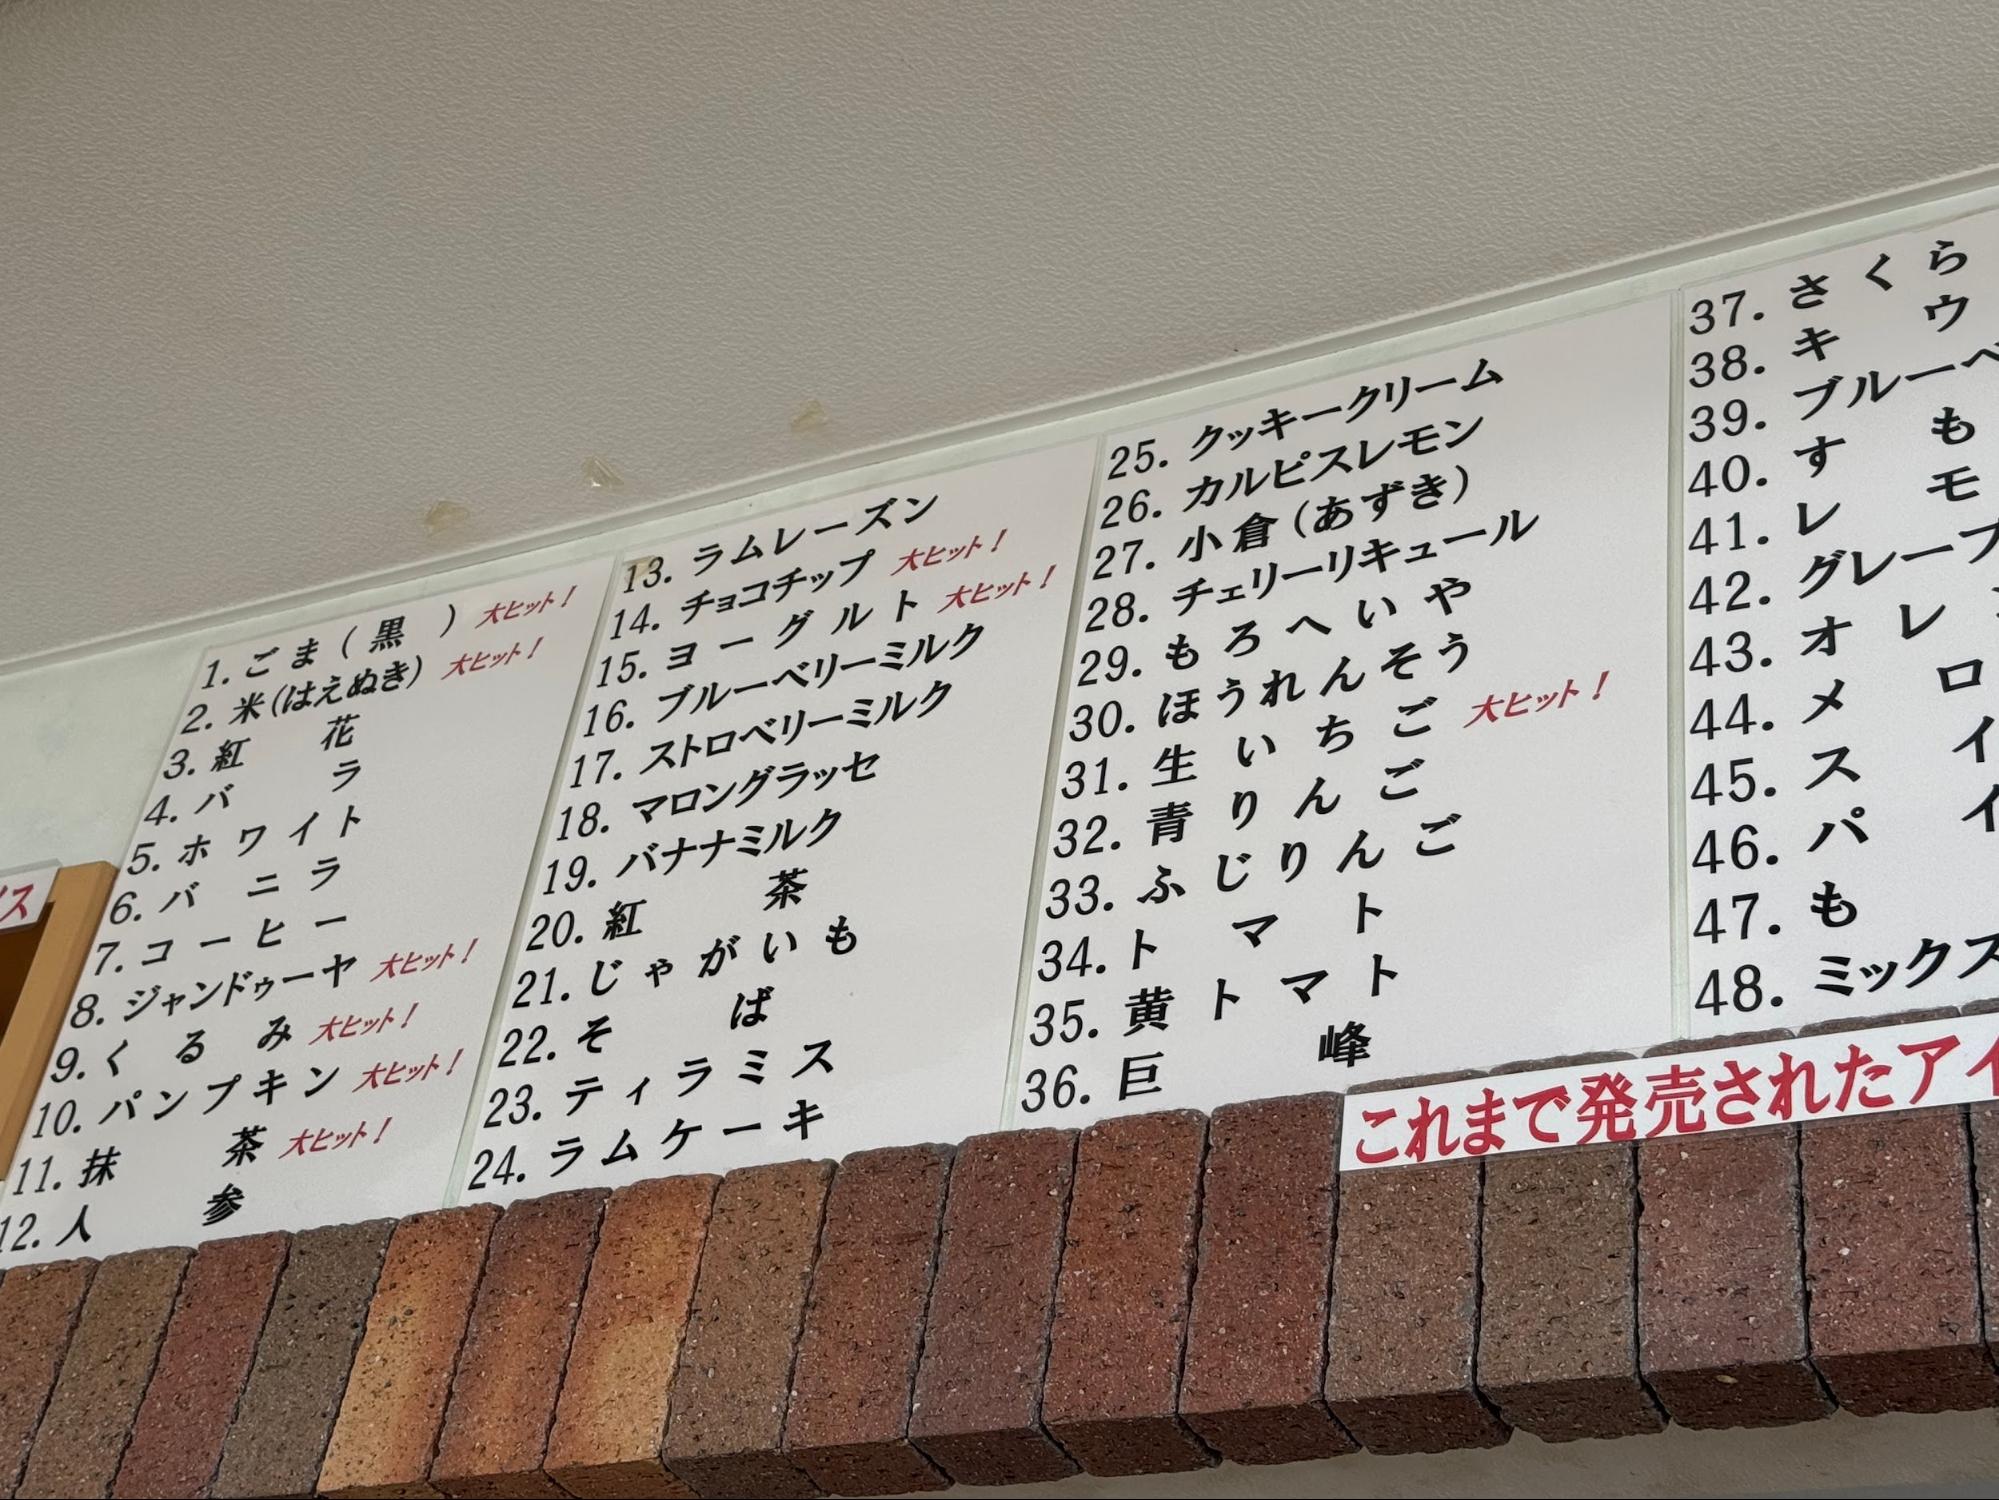 1. ごま(黒) 大ヒット!
2. 米(はえぬき) 大ヒット!
3. 紅花
4. バラ
5. ホワイト
6. バニラ
7. コーヒー
8. ジャンドゥーヤ 大ヒット!
9. くるみ 大ヒット!
10. パンプキン 大ヒット!
11. 抹茶 大ヒット!
12. 人参
13. ラムレーズン
14. チョコチップ 大ヒット!
15. ヨーグルト 大ヒット!
16. ブルーベリーミルク
17. ストロベリーミルク
18. マロングラッセ
19. バナナミルク
20. 紅茶
21. じゃがいも
22. そば
23. ティラミス
24. ラムケーキ
25. クッキークリーム
26. カルピスレモン
27. 小倉(あずき)
28. チェリーリキュール
29. もろへいや
30. ほうれんそう
31. 生いちご 大ヒット!
32. 青りんご
33. ふじりんご
34. トマト
35. 黄トマト
36. 巨峰
37. さくら
38. キウ
39. ブルーベ
40. すも
41. レモ
42. グレープ
43. オレ
44. メロ
45. スイ
46. パイ
47. も
48. ミックス
これまで発売されたアイ